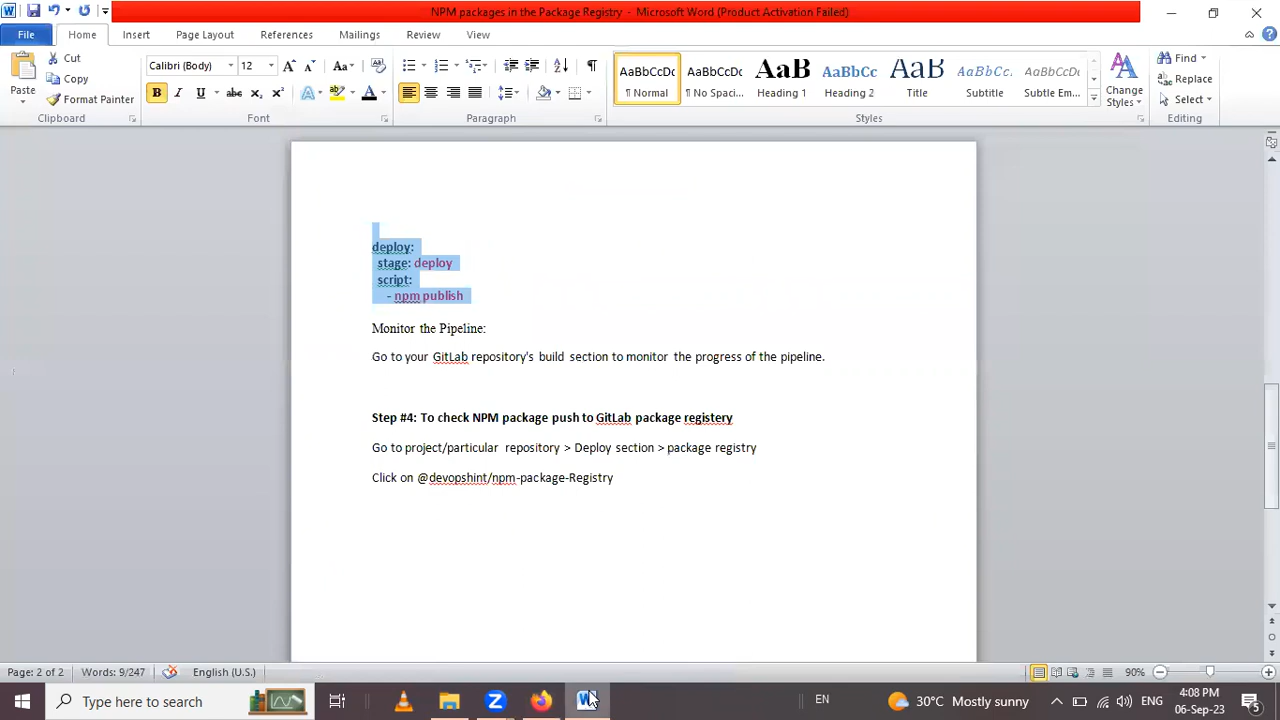 NPM packages in the Package Registry - Microsoft Word (Product Activation Failed)
File Home Insert Page Layout References Mailings Review View
Paste
Cut
Copy
Format Painter
Clipboard
Calibri (Body) 12
Font
Paragraph
AaBbCcDc AaBbCcDc AaB AaBbCc AaB AaBbCc. AaBbCcDc
¶ Normal ¶ No Spaci... Heading 1 Heading 2 Title Subtitle Subtle Em...
Change Styles
Styles
Find
Replace
Select
Editing
deploy:
stage: deploy
script:
- npm publish
Monitor the Pipeline:
Go to your GitLab repository's build section to monitor the progress of the pipeline.
Step #4: To check NPM package push to GitLab package registery
Go to project/particular repository > Deploy section > package registry
Click on @devopshint/npm-package-Registry
Page: 2 of 2 Words: 9/247 English (U.S.) 90%
Type here to search
EN
30°C Mostly sunny
ENG
4:08 PM
06-Sep-23
5